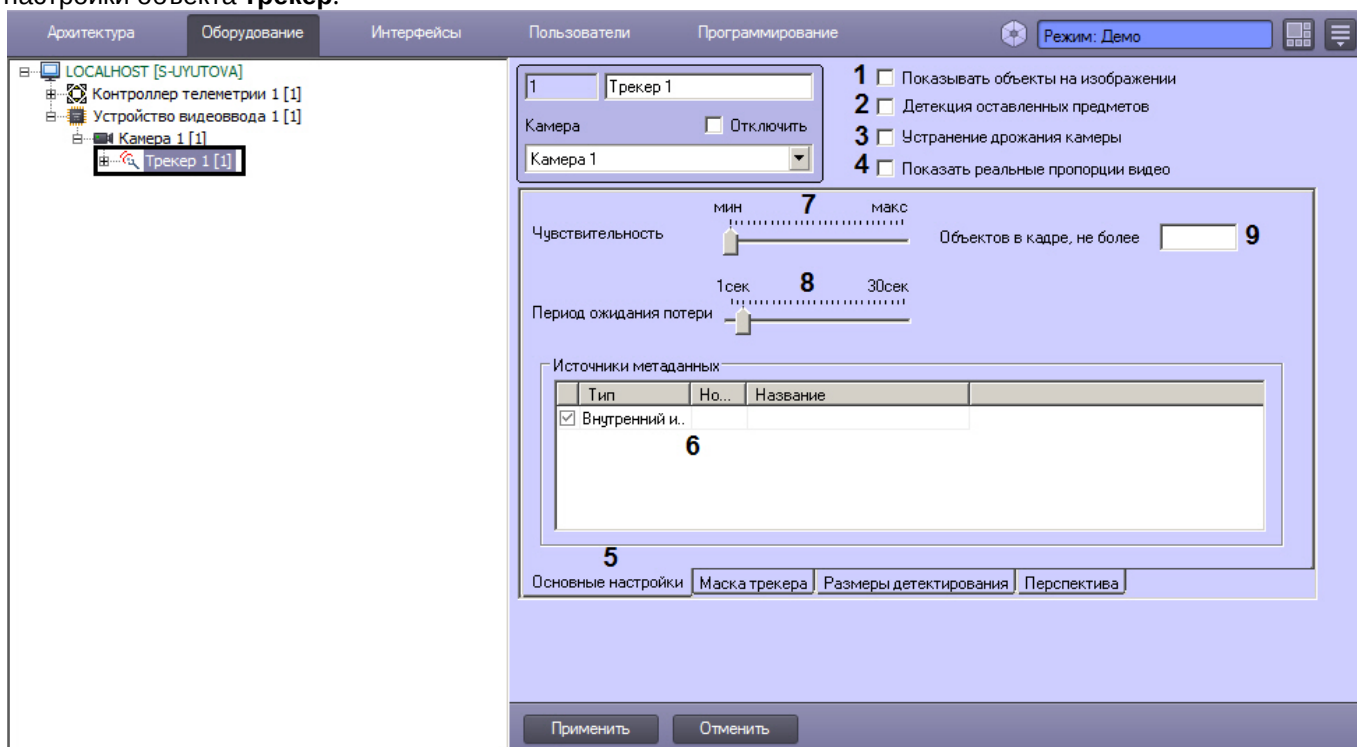 настройки объекта Трекер.
Архитектура Оборудование Интерфейсы Пользователи Программирование Режим: Демо
LOCALHOST [S-UYUTOVA]
Контроллер телеметрии 1 [1]
Устройство видеоввода 1 [1]
Камера 1 [1]
Трекер 1 [1]
1 Трекер 1
Камера Отключить
Камера 1
1 Показывать объекты на изображении
2 Детекция оставленных предметов
3 Устранение дрожания камеры
4 Показать реальные пропорции видео
мин 7 макс
Чувствительность
Объектов в кадре, не более 9
1сек 8 30сек
Период ожидания потери
Источники метаданных
Тип Но... Название
Внутренний и..
6
5
Основные настройки Маска трекера Размеры детектирования Перспектива
Применить Отменить